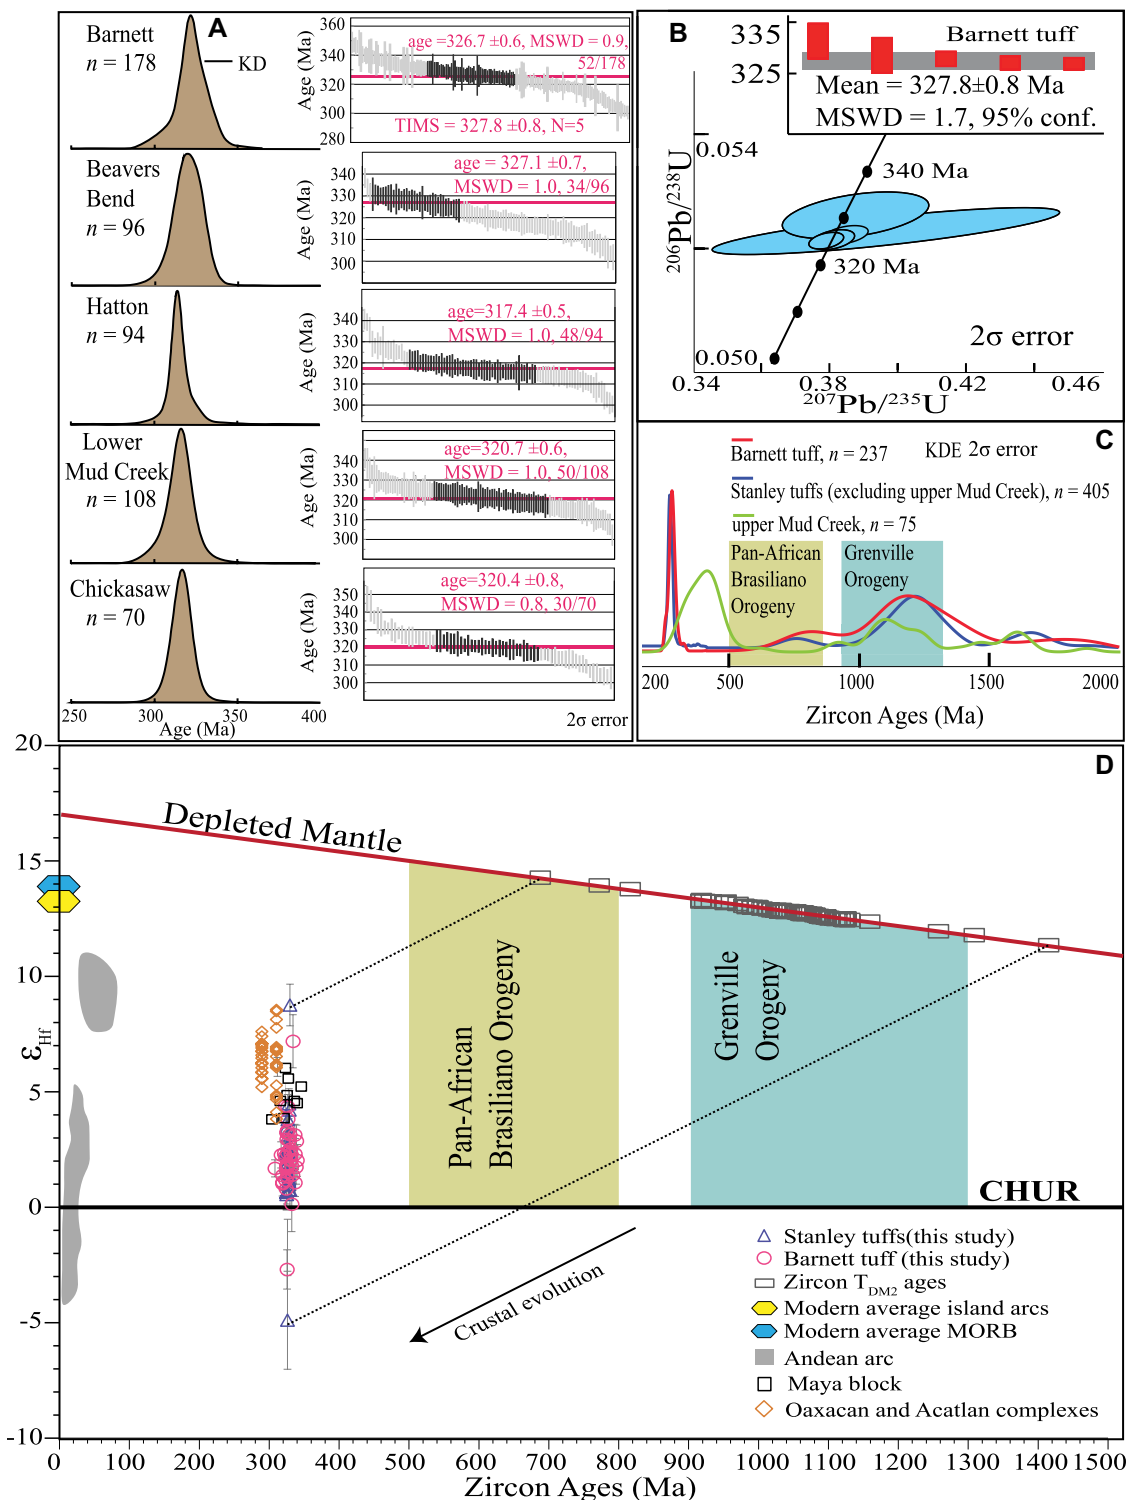 A
Barnett
n = 178
KD
Age (Ma)
360
340
320
300
280
age =326.7 ±0.6, MSWD = 0.9,
52/178
TIMS = 327.8 ±0.8, N=5
Beavers
Bend
n = 96
Age (Ma)
340
330
320
310
300
age = 327.1 ±0.7,
MSWD = 1.0, 34/96
Hatton
n = 94
Age (Ma)
340
330
320
310
300
age=317.4 ±0.5,
MSWD = 1.0, 48/94
Lower
Mud Creek
n = 108
Age (Ma)
340
330
320
310
300
age=320.7 ±0.6,
MSWD = 1.0, 50/108
Chickasaw
n = 70
Age (Ma)
350
340
330
320
310
300
age=320.4 ±0.8,
MSWD = 0.8, 30/70
250 300 350 400
Age (Ma)
2σ error
B
335
325
Barnett tuff
Mean = 327.8±0.8 Ma
MSWD = 1.7, 95% conf.
0.054
0.050
206Pb/238U
340 Ma
320 Ma
2σ error
0.34 0.38 0.42 0.46
207Pb/235U
C
Barnett tuff, n = 237
KDE 2σ error
Stanley tuffs (excluding upper Mud Creek), n = 405
upper Mud Creek, n = 75
Pan-African
Brasiliano
Orogeny
Grenville
Orogeny
200 500 1000 1500 2000
Zircon Ages (Ma)
D
20
15
10
5
0
-5
-10
εHf
Depleted Mantle
Pan-African
Brasiliano Orogeny
Grenville
Orogeny
CHUR
Crustal evolution
Stanley tuffs(this study)
Barnett tuff (this study)
Zircon TDM2 ages
Modern average island arcs
Modern average MORB
Andean arc
Maya block
Oaxacan and Acatlan complexes
0 100 200 300 400 500 600 700 800 900 1000 1100 1200 1300 1400 1500
Zircon Ages (Ma)